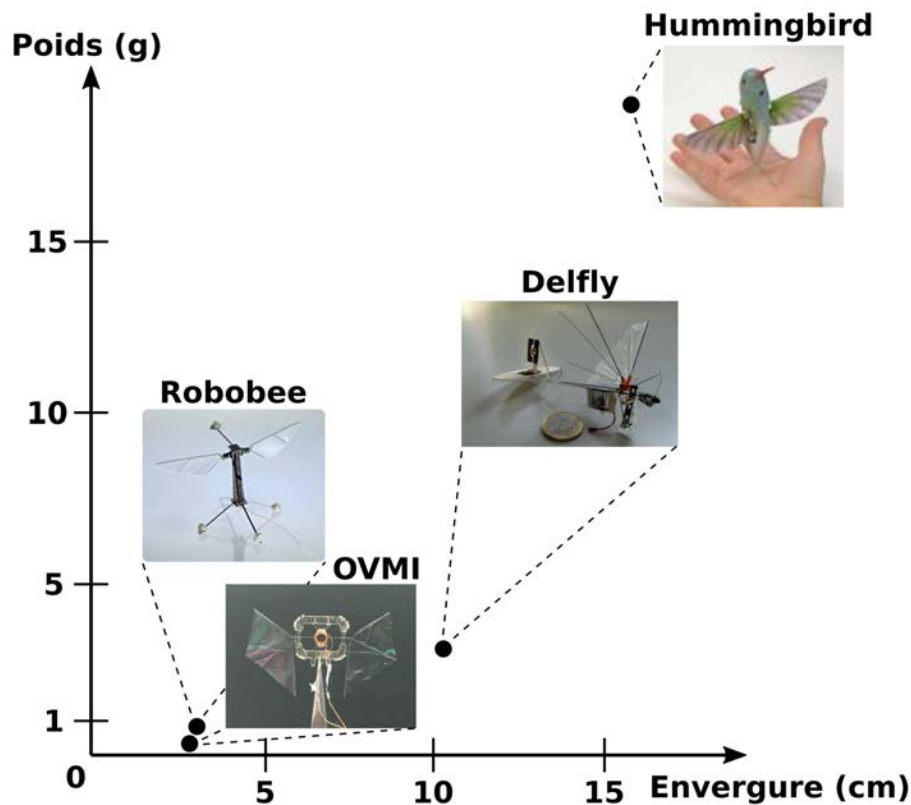 Hummingbird
Poids (g)
15
Delfly
Robobee
10
OVMI
5
1
0
5
10
15
Envergure (cm)